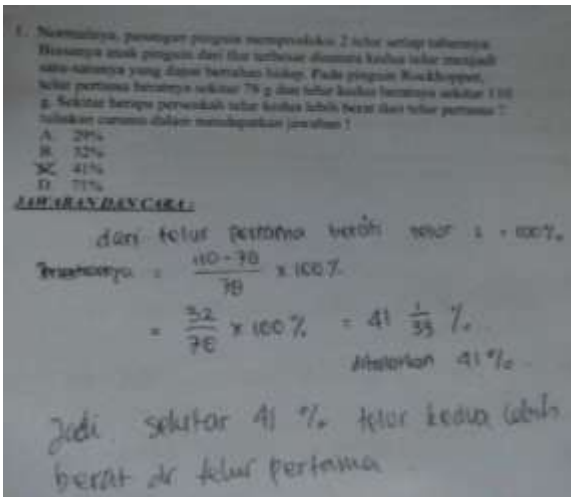 1. Normalnya, pasangan penguin memproduksi 2 telur setiap tahunnya.
Biasanya anak penguin dari telur terbesar diantara kedua telur menjadi
satu-satunya yang dapat bertahan hidup. Pada penguin Rockhopper,
telur pertama beratnya sekitar 78 g dan telur kedua beratnya sekitar 110
g. Sekitar berapa persenkah telur kedua lebih berat dari telur pertama ?
tuliskan caramu dalam mendapatkan jawaban !
A. 29%
B. 32%
C. 41%
D. 71%
JAWABAN DAN CARA :
dari telur pertama berarti telur 1 = 100%.
= 110 - 78 / 78 x 100 %
= 32 / 78 x 100 % = 41 1/39 %.
41 %.
Jadi sekitar 41 % telur kedua lebih
berat dr telur pertama